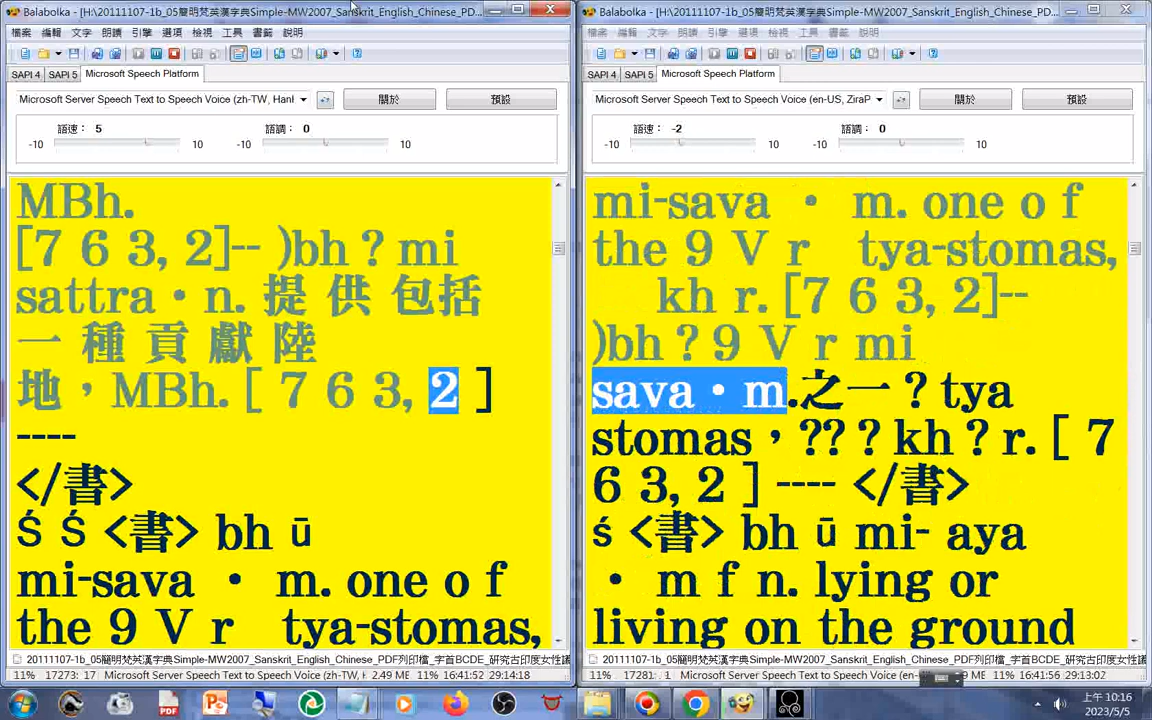 Balabolka - [H:\20111107-1b_05簡明梵英漢字典Simple-MW2007_Sanskrit_English_Chinese_PD...
檔案 編輯 文字 朗讀 引擎 選項 檢視 工具 書籤 說明
SAPI 4 SAPI 5 Microsoft Speech Platform
Microsoft Server Speech Text to Speech Voice (zh-TW, Hanl
關於
預設
語速： 5
語調： 0
-10 10 -10 10
MBh.
[7 6 3, 2]-- )bh ? mi
sattra • n. 提 供 包括
一 種 貢 獻 陸
地，MBh. [ 7 6 3, 2 ]
----
</書>
Ś Ś <書> bh ū
mi-sava • m. one o f
the 9 V r tya-stomas,
20111107-1b_05簡明梵英漢字典Simple-MW2007_Sanskrit_English_Chinese_PDF列印檔_字首BCDE_研究古印度女性議
11% 17273: 17 Microsoft Server Speech Text to Speech Voice (zh-TW, H 2.49 ME 11% 16:41:52 29:14:18
Balabolka - [H:\20111107-1b_05簡明梵英漢字典Simple-MW2007_Sanskrit_English_Chinese_PD...
檔案 編輯 文字 朗讀 引擎 選項 檢視 工具 書籤 說明
SAPI 4 SAPI 5 Microsoft Speech Platform
Microsoft Server Speech Text to Speech Voice (en-US, ZiraP
關於
預設
語速： -2
語調： 0
-10 10 -10 10
mi-sava • m. one o f
the 9 V r tya-stomas,
kh r. [7 6 3, 2]--
)bh ? 9 V r mi
sava • m.之一 ? tya
stomas，?? ? kh ? r. [ 7
6 3, 2 ] ---- </書>
ś <書> bh ū mi- aya
• m f n. lying or
living on the ground
20111107-1b_05簡明梵英漢字典Simple-MW2007_Sanskrit_English_Chinese_PDF列印檔_字首BCDE_研究古印度女性議
11% 17281: 1 Microsoft Server Speech Text to Speech Voice (en-US, 11% 16:41:56 29:13:02
上午 10:16
2023/5/5